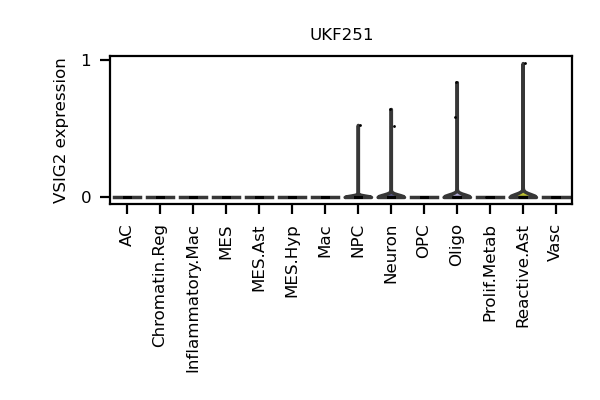 UKF251
VSIG2 expression
1
0
AC
Chromatin.Reg
Inflammatory.Mac
MES
MES.Ast
MES.Hyp
Mac
NPC
Neuron
OPC
Oligo
Prolif.Metab
Reactive.Ast
Vasc